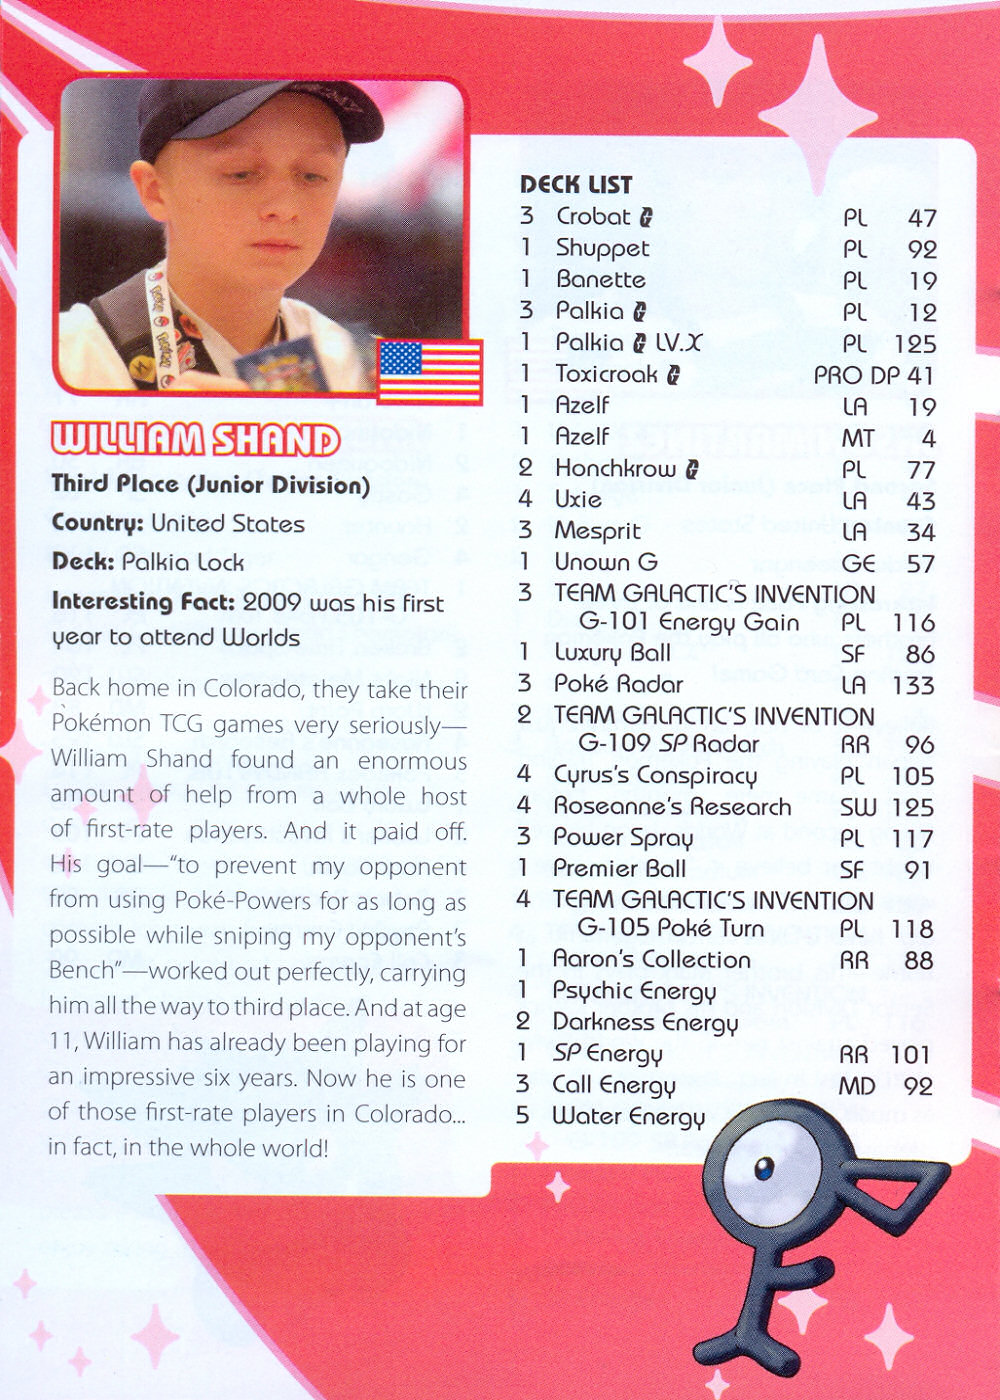 WILLIAM SHAND
Third Place (Junior Division)
Country: United States
Deck: Palkia Lock
Interesting Fact: 2009 was his first
year to attend Worlds
Back home in Colorado, they take their
Pokémon TCG games very seriously—
William Shand found an enormous
amount of help from a whole host
of first-rate players. And it paid off.
His goal—“to prevent my opponent
from using Poké-Powers for as long as
possible while sniping my opponent’s
Bench”—worked out perfectly, carrying
him all the way to third place. And at age
11, William has already been playing for
an impressive six years. Now he is one
of those first-rate players in Colorado...
in fact, in the whole world!
DECK LIST
3 Crobat G PL 47
1 Shuppet PL 92
1 Banette PL 19
3 Palkia G PL 12
1 Palkia G LV.X PL 125
1 Toxicroak G PRO DP 41
1 Azelf LA 19
1 Azelf MT 4
2 Honchkrow G PL 77
4 Uxie LA 43
3 Mesprit LA 34
1 Unown G GE 57
3 TEAM GALACTIC’S INVENTION
G-101 Energy Gain PL 116
1 Luxury Ball SF 86
3 Poké Radar LA 133
2 TEAM GALACTIC’S INVENTION
G-109 SP Radar RR 96
4 Cyrus’s Conspiracy PL 105
4 Roseanne’s Research SW 125
3 Power Spray PL 117
1 Premier Ball SF 91
4 TEAM GALACTIC’S INVENTION
G-105 Poké Turn PL 118
1 Aaron’s Collection RR 88
1 Psychic Energy
2 Darkness Energy
1 SP Energy RR 101
3 Call Energy MD 92
5 Water Energy